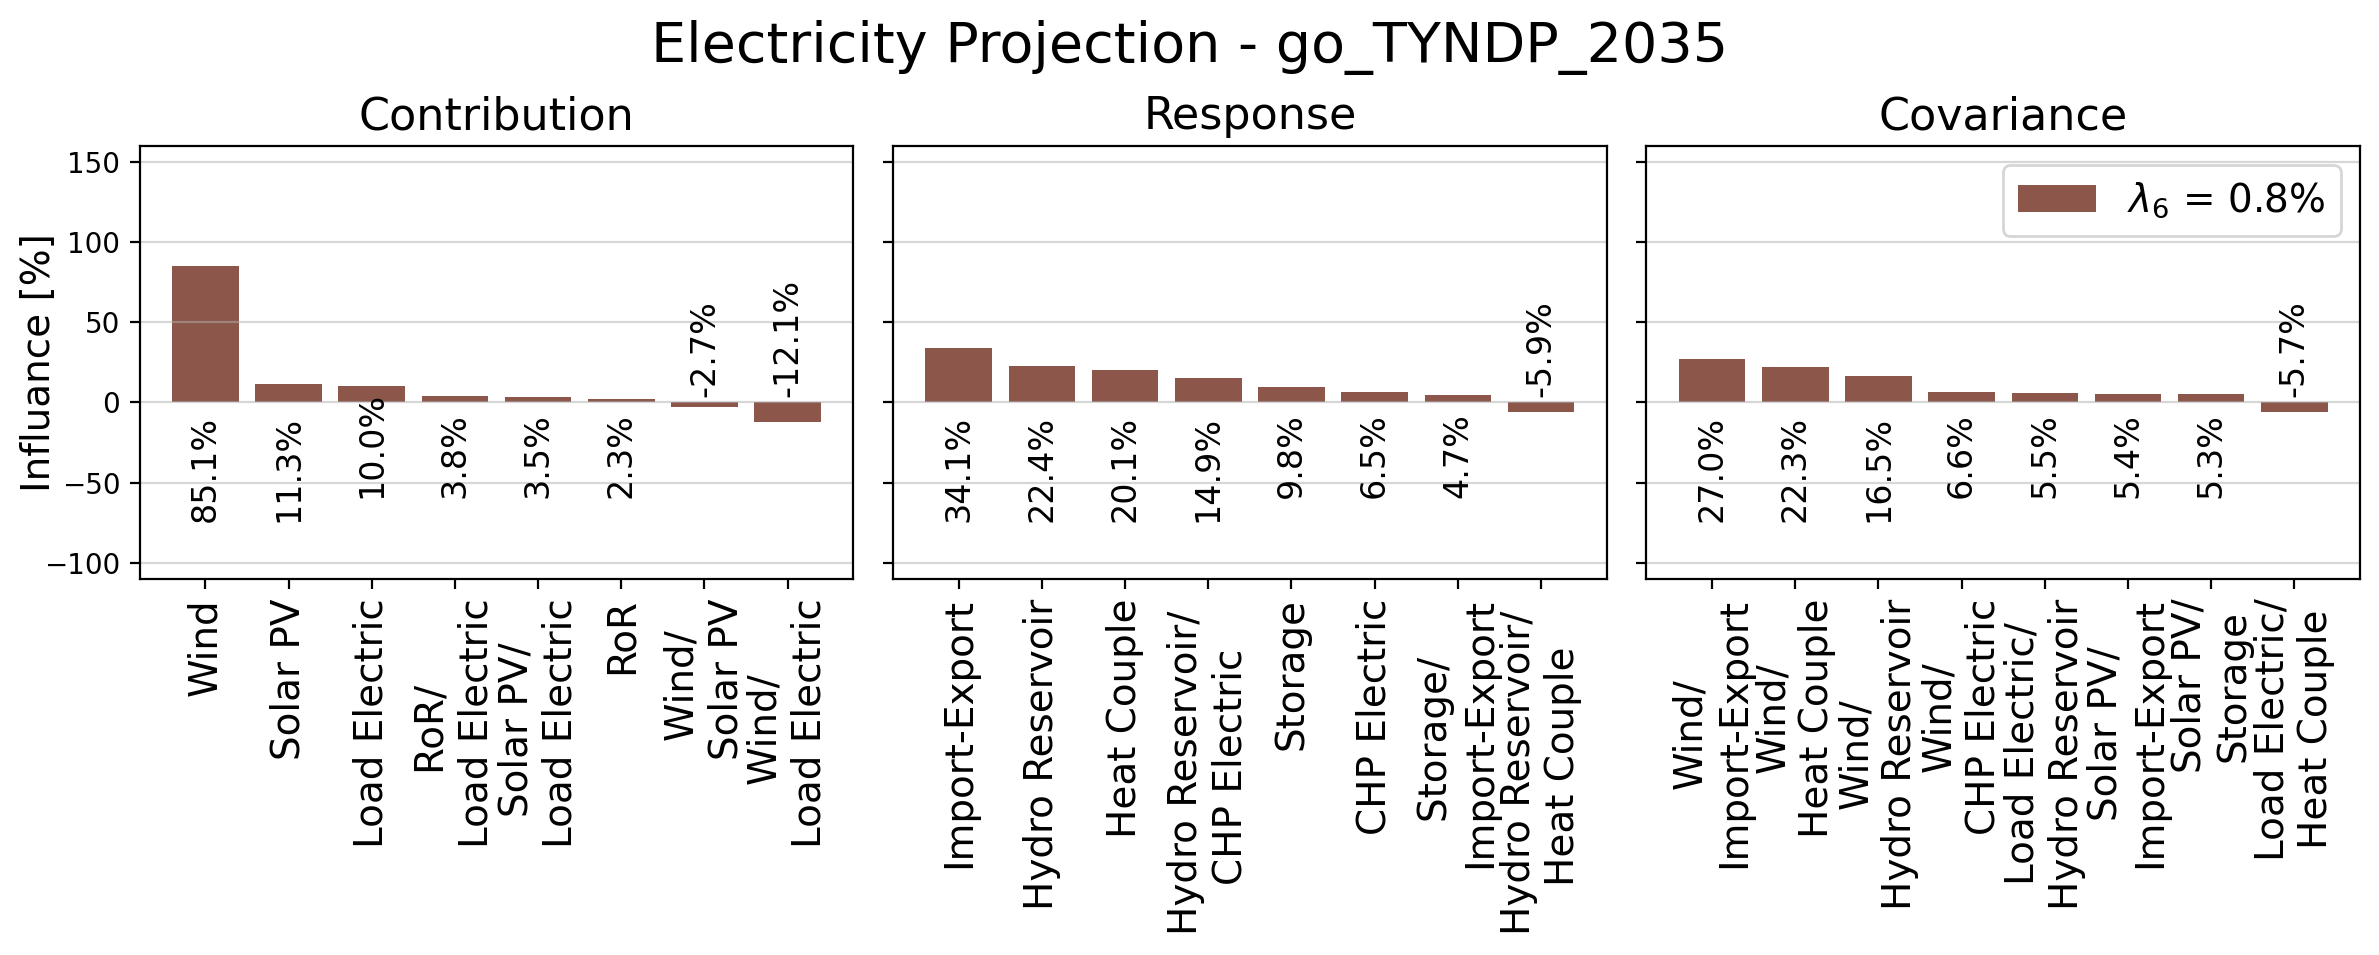 Electricity Projection - go_TYNDP_2035
Contribution
Influance [%]
150
100
50
0
−50
−100
85.1%
11.3%
10.0%
3.8%
3.5%
2.3%
-2.7%
-12.1%
Wind
Solar PV
Load Electric
RoR/
Load Electric
Solar PV/
Load Electric
RoR
Wind/
Solar PV
Wind/
Load Electric
Response
34.1%
22.4%
20.1%
14.9%
9.8%
6.5%
4.7%
-5.9%
Import-Export
Hydro Reservoir
Heat Couple
Hydro Reservoir/
CHP Electric
Storage
CHP Electric
Storage/
Import-Export
Hydro Reservoir/
Heat Couple
Covariance
λ6 = 0.8%
27.0%
22.3%
16.5%
6.6%
5.5%
5.4%
5.3%
-5.7%
Wind/
Import-Export
Wind/
Heat Couple
Wind/
Hydro Reservoir
Wind/
CHP Electric
Load Electric/
Hydro Reservoir
Solar PV/
Import-Export
Solar PV/
Storage
Load Electric/
Heat Couple